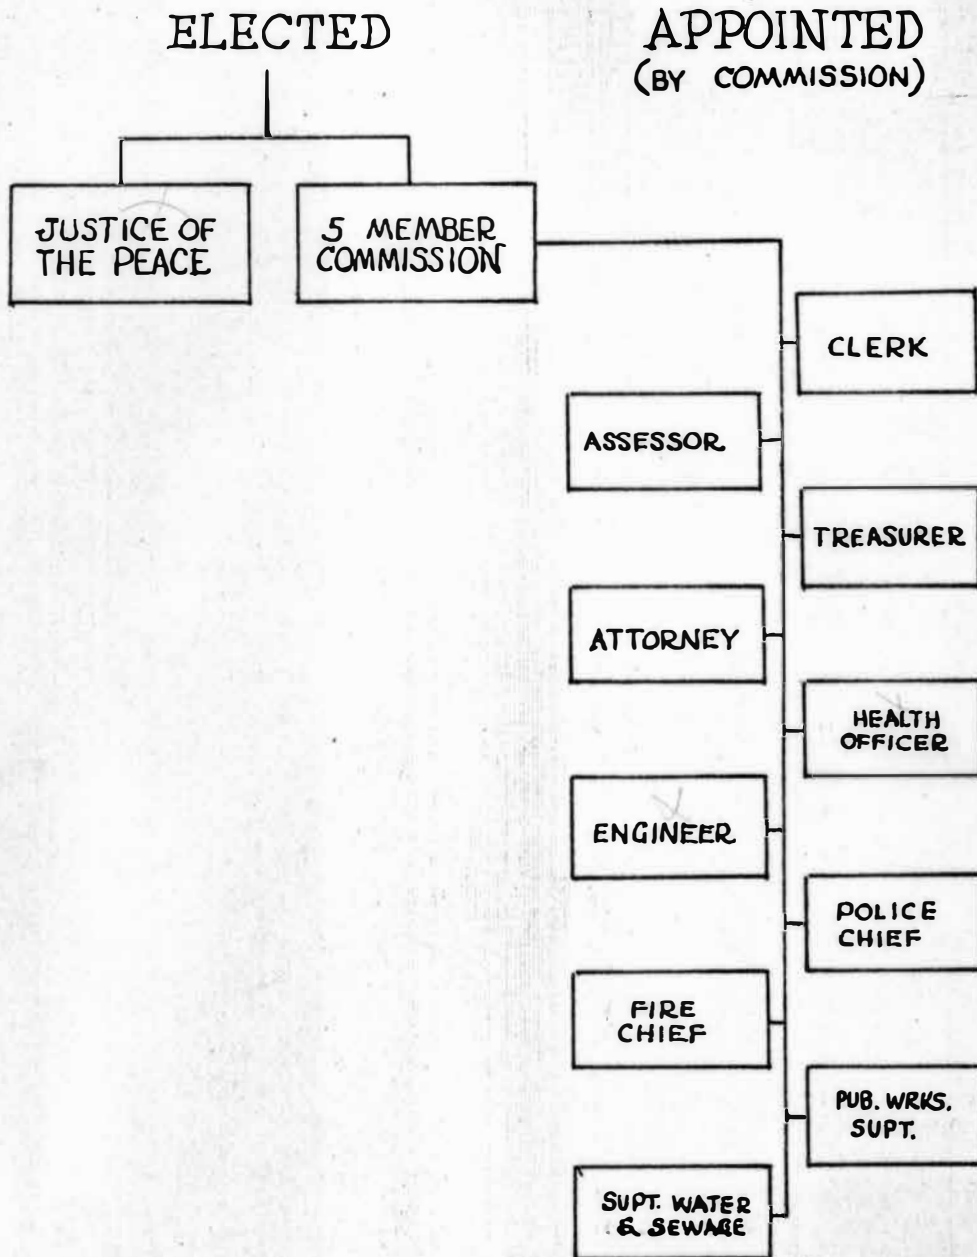 ELECTED
APPOINTED
(BY COMMISSION)
JUSTICE OF
THE PEACE
5 MEMBER
COMMISSION
CLERK
ASSESSOR
TREASURER
ATTORNEY
HEALTH
OFFICER
ENGINEER
POLICE
CHIEF
FIRE
CHIEF
PUB. WRKS.
SUPT.
SUPT. WATER
& SEWAGE